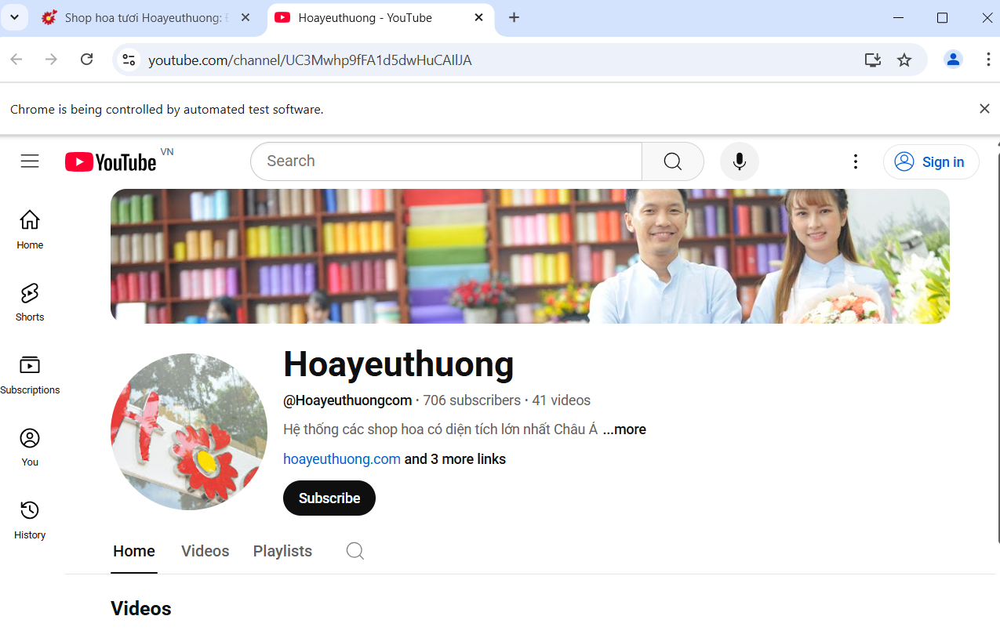 Shop hoa tươi Hoayeuthuong:
Hoayeuthuong - YouTube
youtube.com/channel/UC3Mwhp9fFA1d5dwHuCAIlJA
Chrome is being controlled by automated test software.
YouTube VN
Search
Sign in
Home
Shorts
Subscriptions
You
History
Hoayeuthuong
@Hoayeuthuongcom · 706 subscribers · 41 videos
Hệ thống các shop hoa có diện tích lớn nhất Châu Á ...more
hoayeuthuong.com and 3 more links
Subscribe
Home Videos Playlists
Videos